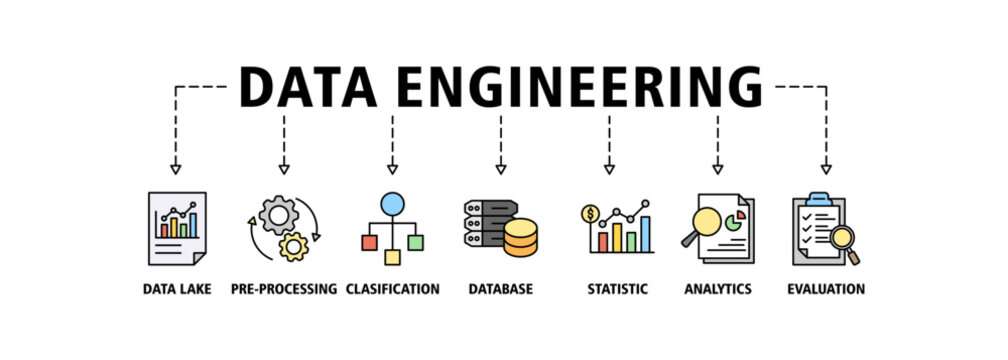 DATA ENGINEERING
DATA LAKE
PRE-PROCESSING
CLASIFICATION
DATABASE
STATISTIC
ANALYTICS
EVALUATION